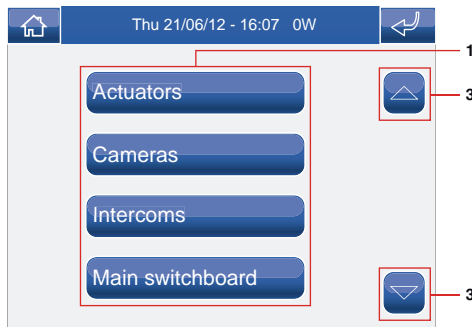 Thu 21/06/12 - 16:07 0W
1
Actuators
3
Cameras
Intercoms
Main switchboard
3